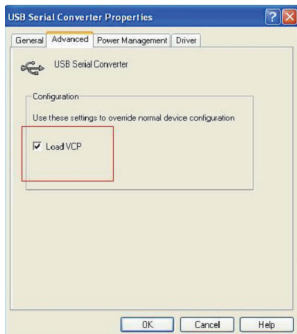 USB Serial Converter Properties
General Advanced Power Management Driver
USB Serial Converter
Configuration
Use these settings to override normal device configuration
Load VCP
OK Cancel Help